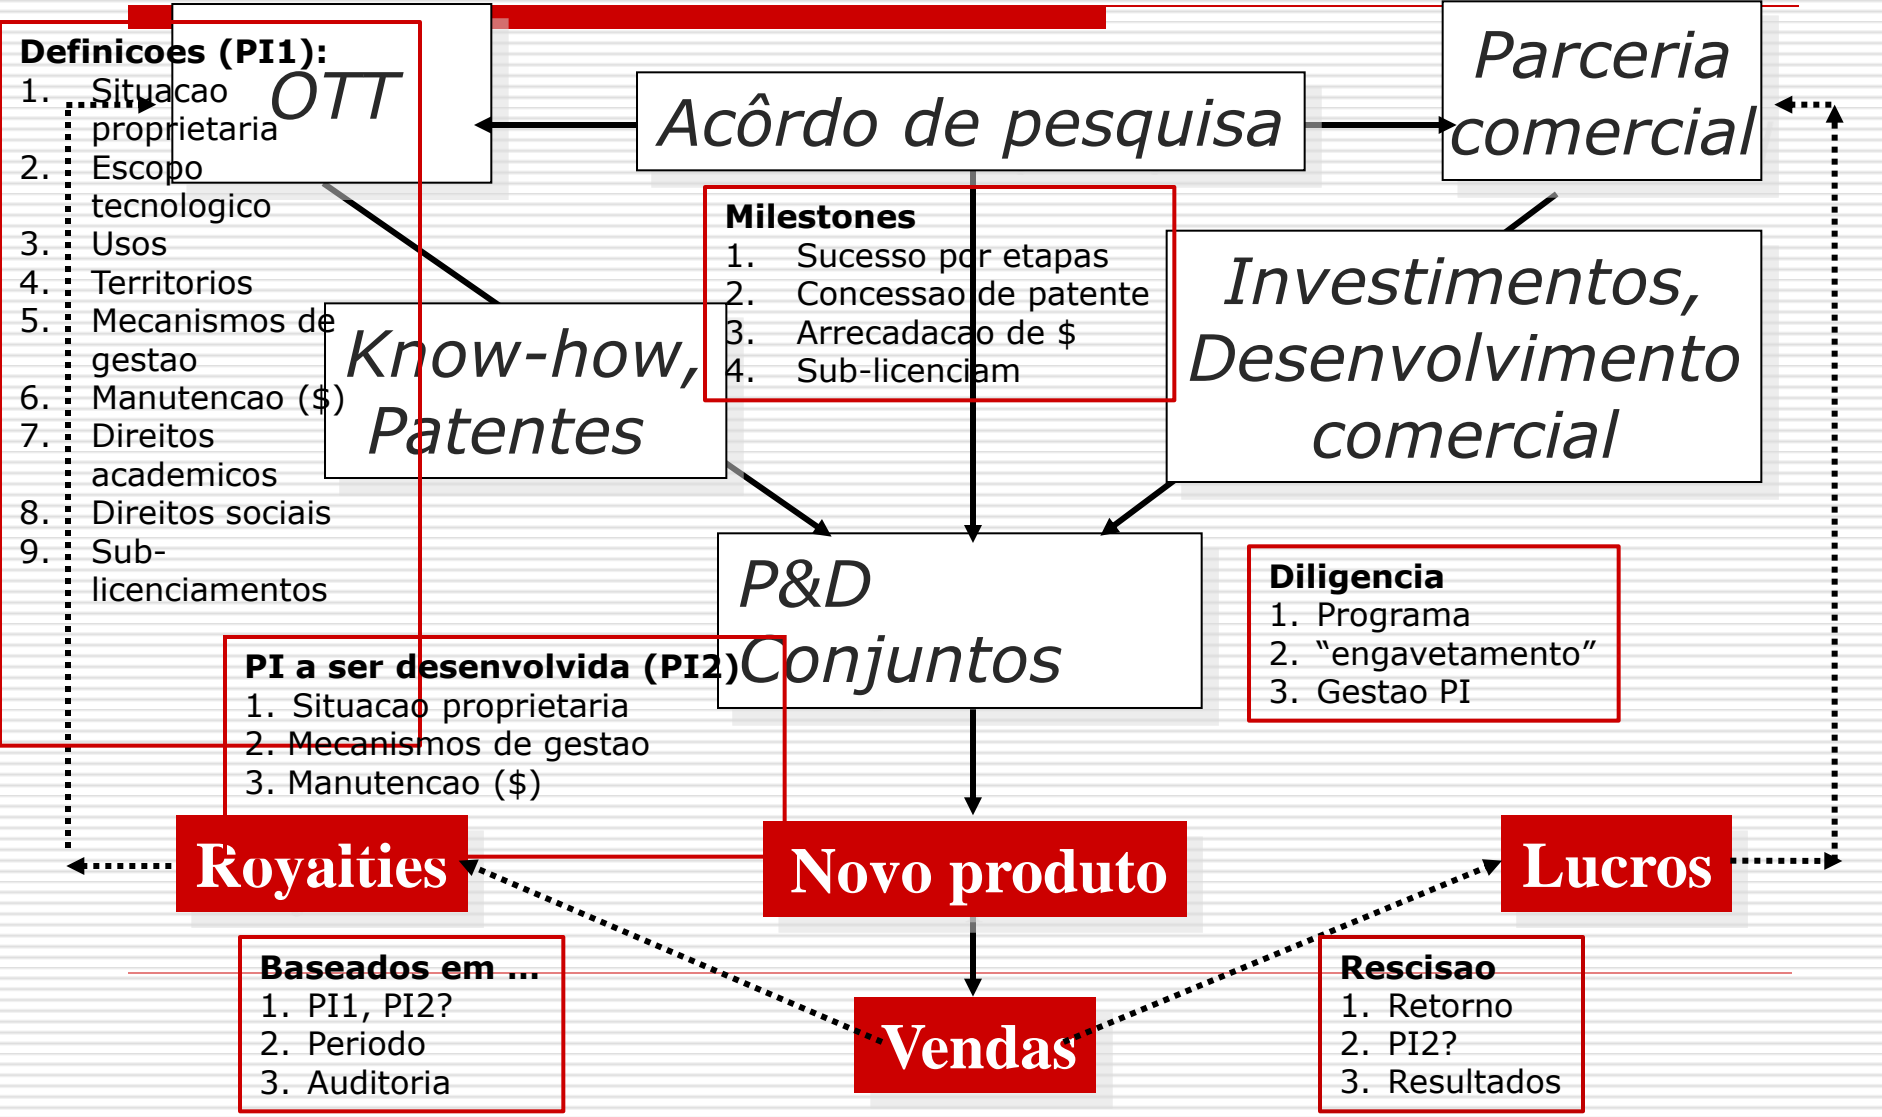 Definicoes (PI1):
1. Situacao
proprietaria
2. Escopo
tecnologico
3. Usos
4. Territorios
5. Mecanismos de
gestao
6. Manutencao ($)
7. Direitos
academicos
8. Direitos sociais
9. Sub-
licenciamentos
OTT
Acôrdo de pesquisa
Parceria
comercial
Milestones
1. Sucesso por etapas
2. Concessao de patente
3. Arrecadacao de $
4. Sub-licenciam
Know-how,
Patentes
Investimentos,
Desenvolvimento
comercial
P&D
Conjuntos
Diligencia
1. Programa
2. “engavetamento”
3. Gestao PI
PI a ser desenvolvida (PI2)
1. Situacao proprietaria
2. Mecanismos de gestao
3. Manutencao ($)
Royalties
Novo produto
Lucros
Baseados em ...
1. PI1, PI2?
2. Periodo
3. Auditoria
Vendas
Rescisao
1. Retorno
2. PI2?
3. Resultados